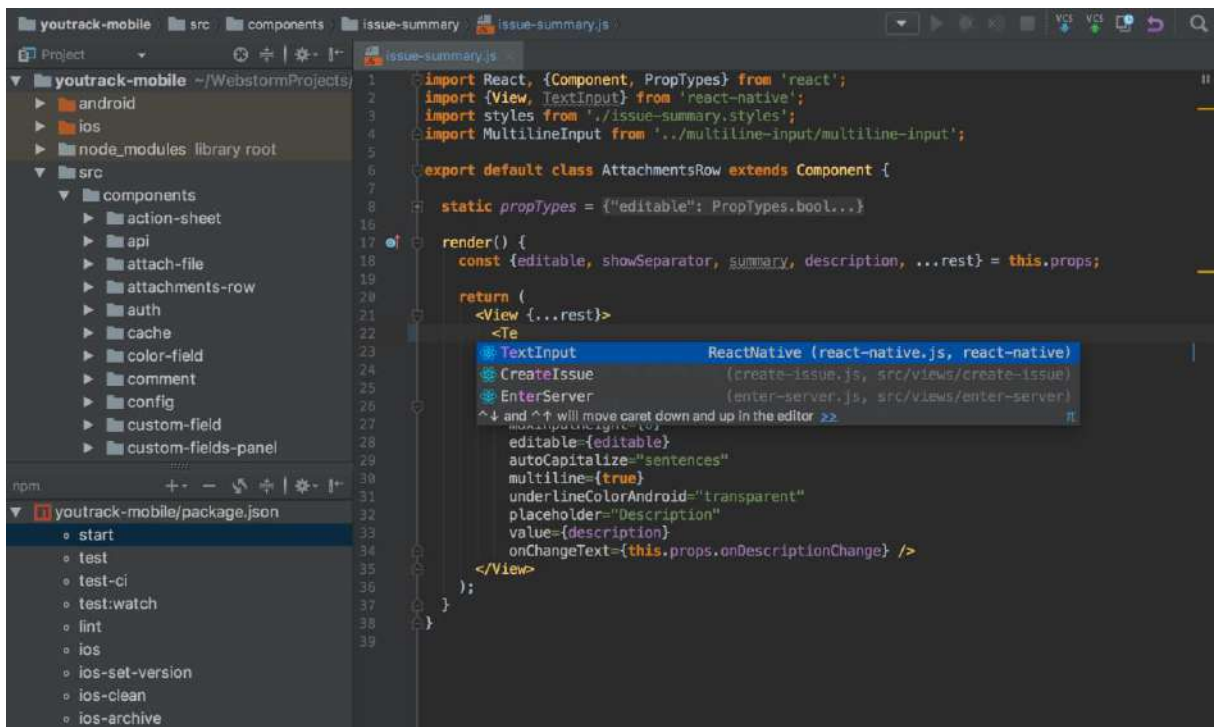 youtrack-mobile src components issue-summary issue-summary.js
VCS VCS
Project
issue-summary.js
youtrack-mobile ~/WebstormProjects/
android
ios
node_modules library root
src
components
action-sheet
api
attach-file
attachments-row
auth
cache
color-field
comment
config
custom-field
custom-fields-panel
npm
youtrack-mobile/package.json
start
test
test-ci
test:watch
lint
ios
ios-set-version
ios-clean
ios-archive
1 import React, {Component, PropTypes} from 'react';
2 import {View, TextInput} from 'react-native';
3 import styles from './issue-summary.styles';
4 import MultilineInput from '../multiline-input/multiline-input';
5
6 export default class AttachmentsRow extends Component {
7
8 static propTypes = {"editable": PropTypes.bool...}
16
17 render() {
18 const {editable, showSeparator, summary, description, ...rest} = this.props;
19
20 return (
21 <View {...rest}>
22 <Te
23 TextInput ReactNative (react-native.js, react-native)
24 CreateIssue (create-issue.js, src/views/create-issue)
25 EnterServer (enter-server.js, src/views/enter-server)
26 ^↓ and ^↑ will move caret down and up in the editor >> π
27
28 editable={editable}
29 autoCapitalize="sentences"
30 multiline={true}
31 underlineColorAndroid="transparent"
32 placeholder="Description"
33 value={description}
34 onChangeText={this.props.onDescriptionChange} />
35 </View>
36 );
37 }
38 }
39